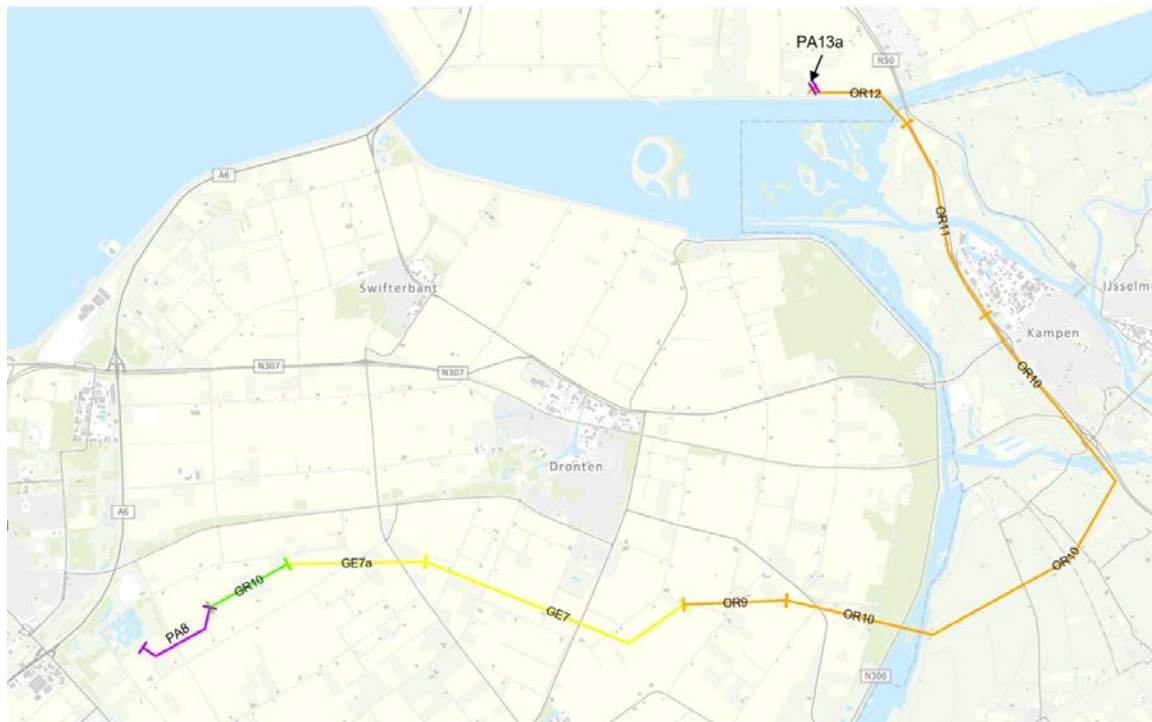 PA13a
N50
OR12
A6
OR11
Swifterbant
IJsselmu
Kampen
N307
N307
OR10
Dronten
A6
OR10
GE7a
GR10
OR9
GE7
OR10
PA8
N306